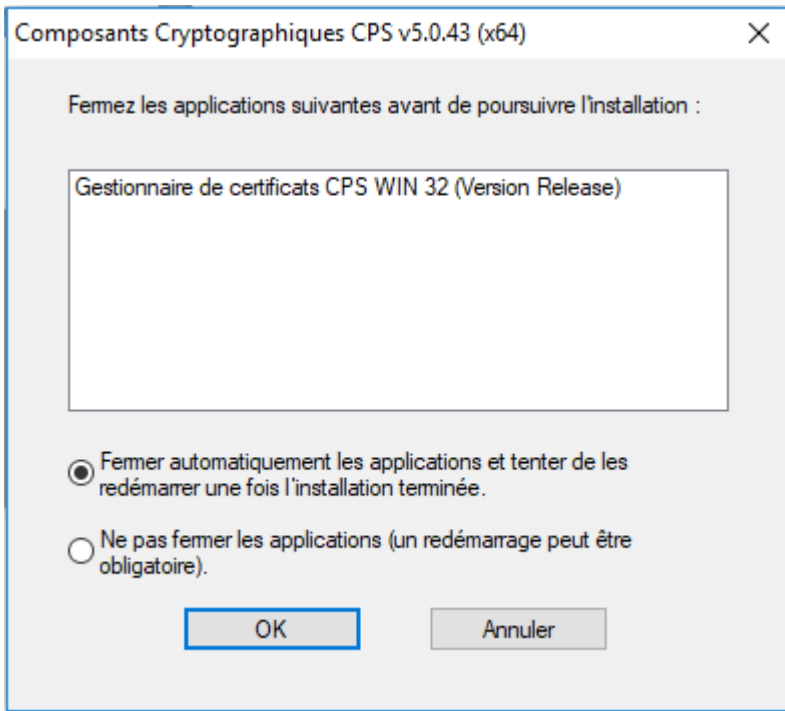 Composants Cryptographiques CPS v5.0.43 (x64)
Fermez les applications suivantes avant de poursuivre l'installation :
Gestionnaire de certificats CPS WIN 32 (Version Release)
Fermer automatiquement les applications et tenter de les
redémarrer une fois l'installation terminée.
Ne pas fermer les applications (un redémarrage peut être
obligatoire).
OK
Annuler